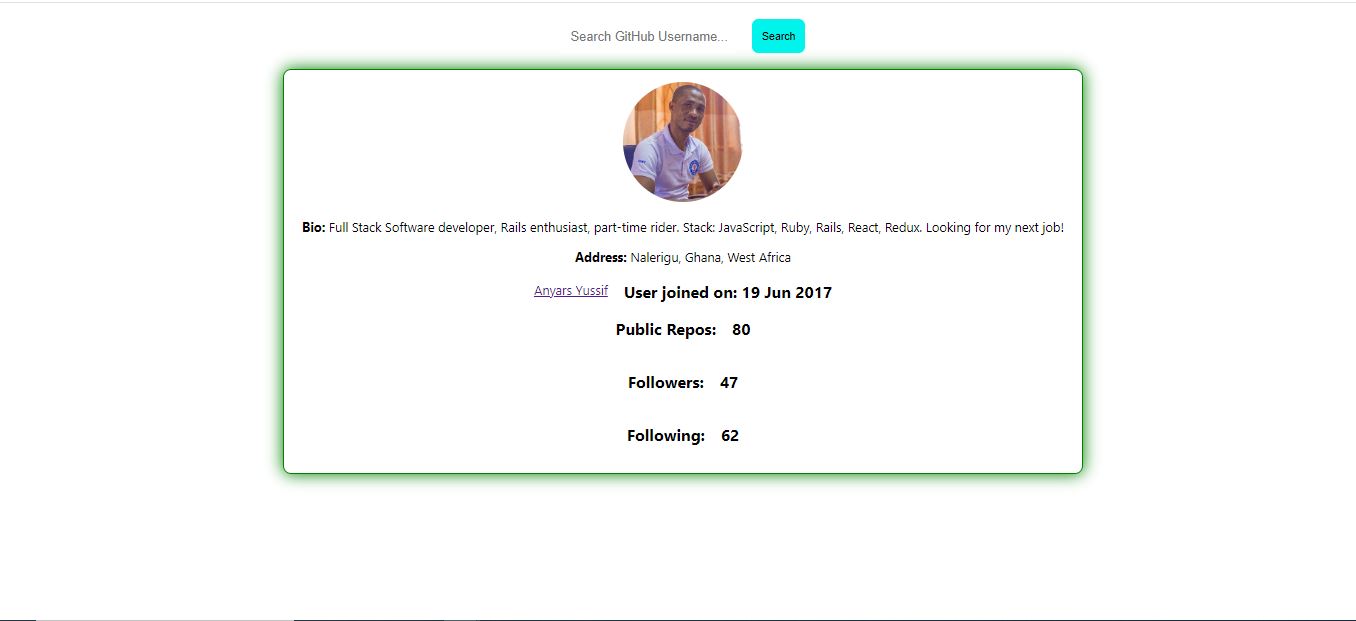 Search GitHub Username... Search
Bio: Full Stack Software developer, Rails enthusiast, part-time rider. Stack: JavaScript, Ruby, Rails, React, Redux. Looking for my next job!
Address: Nalerigu, Ghana, West Africa
Anyars Yussif User joined on: 19 Jun 2017
Public Repos: 80
Followers: 47
Following: 62